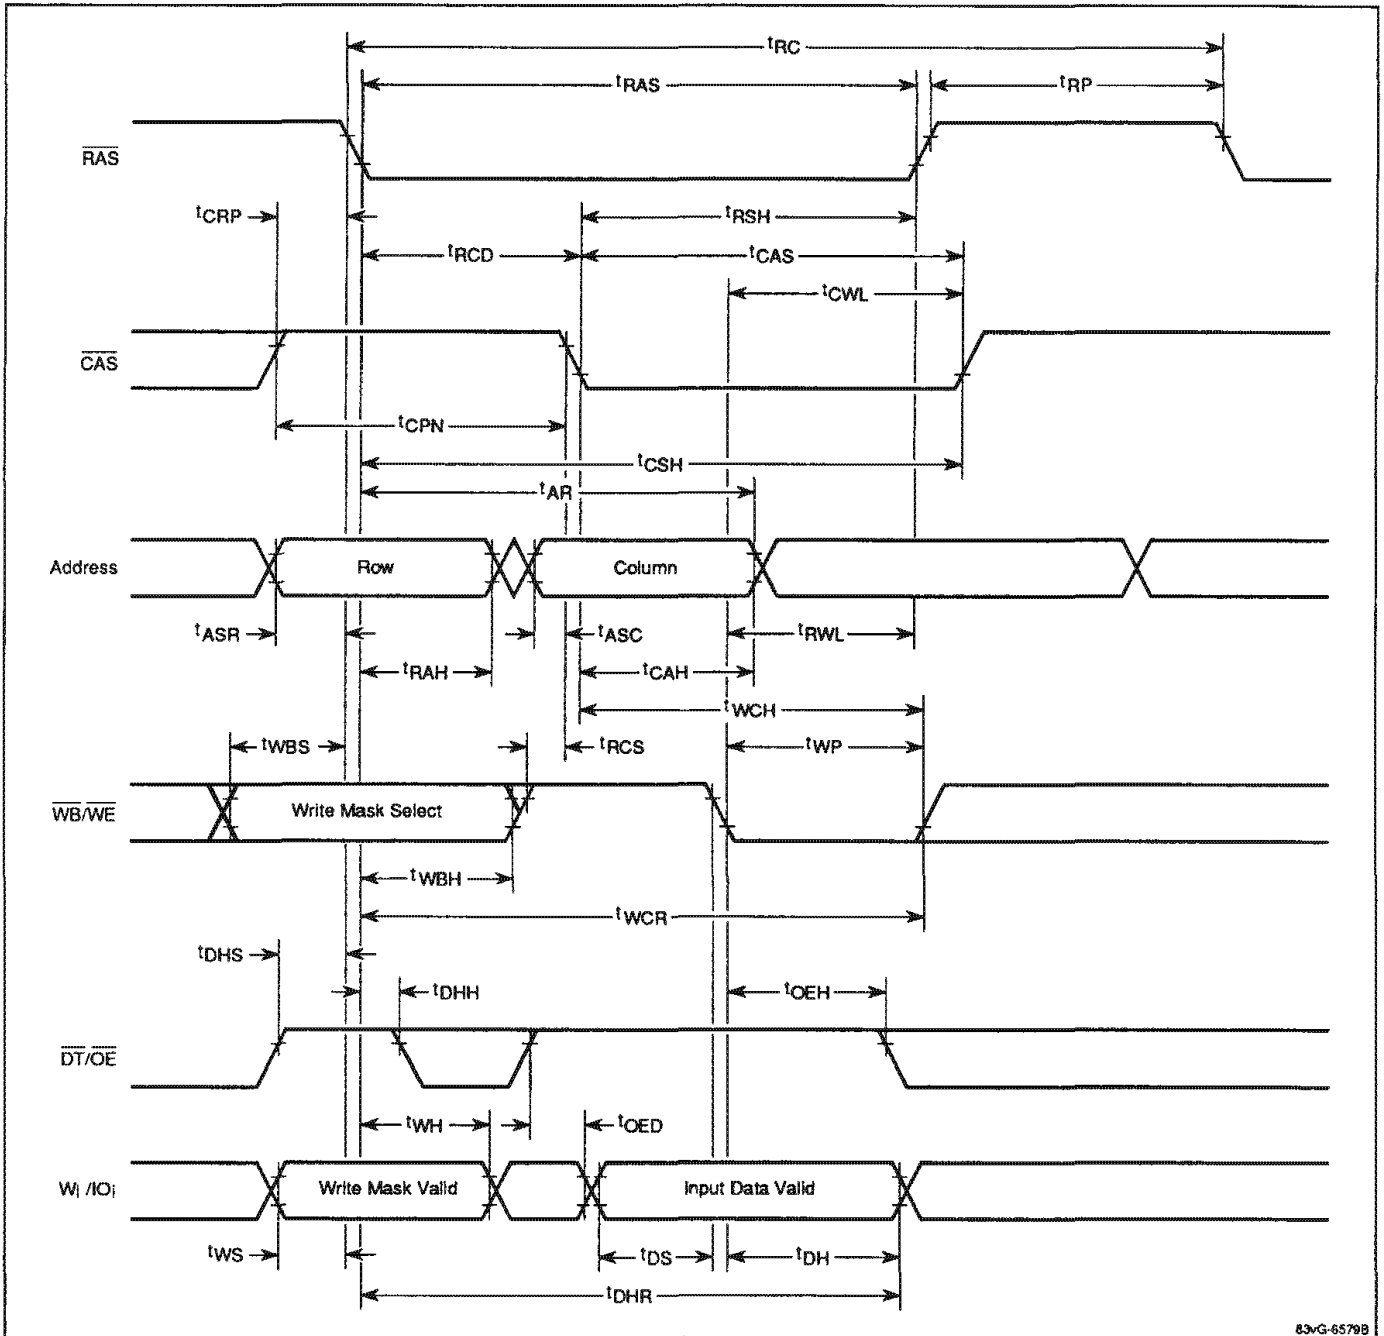 tRC
tRAS
tRP
RAS
tCRP
tRSH
tRCD
tCAS
tCWL
CAS
tCPN
tCSH
tAR
Address
Row
Column
tASR
tASC
tRWL
tRAH
tCAH
tWCH
tWBS
tRCS
tWP
WB/WE
Write Mask Select
tWBH
tWCR
tDHS
tDHH
tOEH
DT/OE
tWH
tOED
Wi /IOi
Write Mask Valid
Input Data Valid
tWS
tDS
tDH
tDHR
83vG-6579B